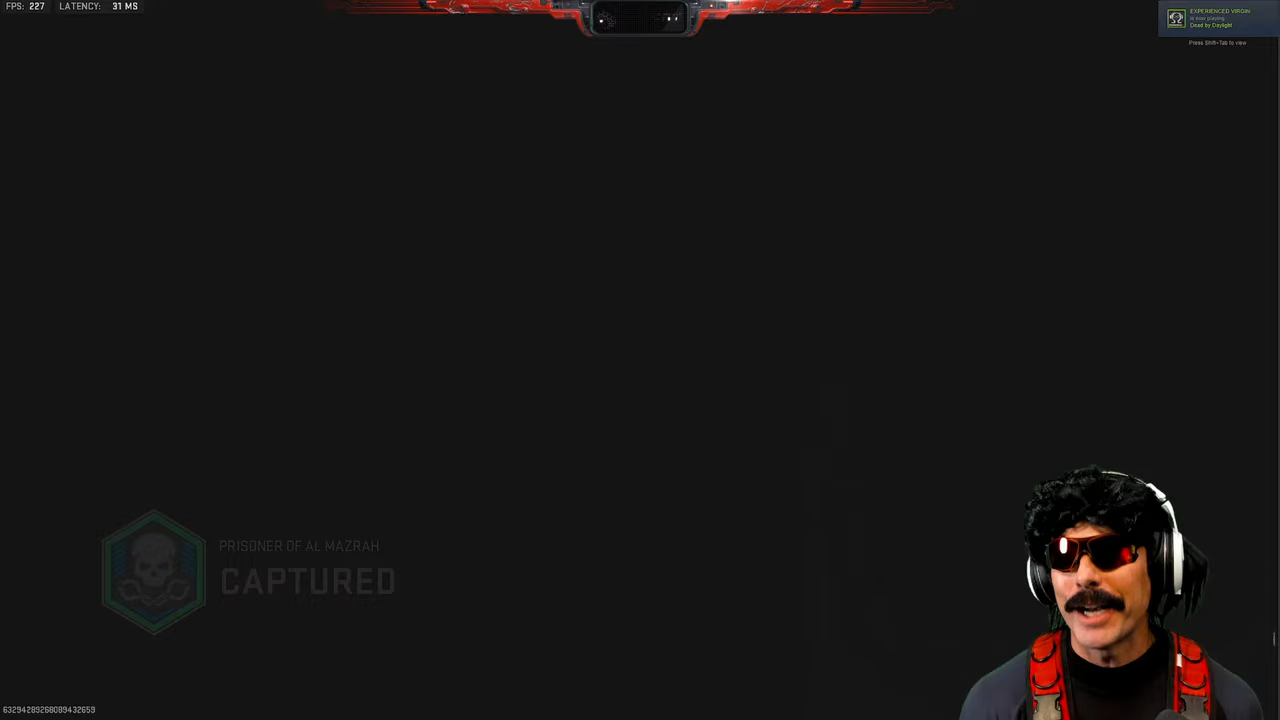 FPS: 227 LATENCY: 31 MS
EXPERIENCED VIRGIN
is now playing
Dead by Daylight
Press Shift+Tab to view
PRISONER OF AL MAZRAH
CAPTURED
63294289268089432659